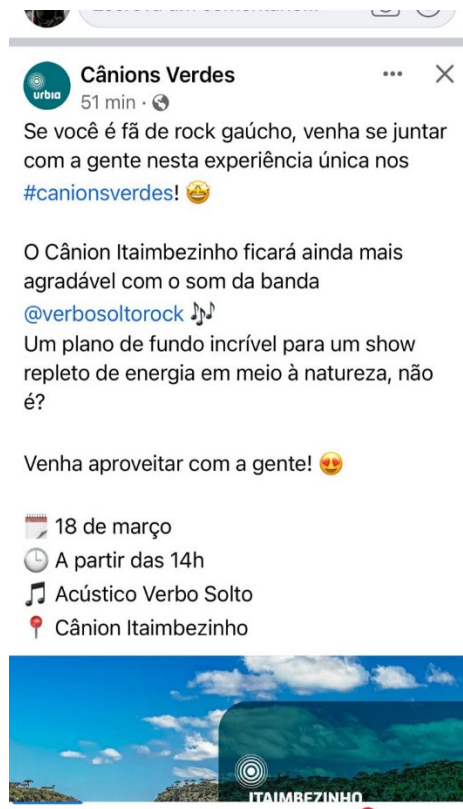 Cânions Verdes
urbia
51 min ·
Se você é fã de rock gaúcho, venha se juntar
com a gente nesta experiência única nos
#canionsverdes! 🤩
O Cânion Itaimbezinho ficará ainda mais
agradável com o som da banda
@verbosoltorock 🎶
Um plano de fundo incrível para um show
repleto de energia em meio à natureza, não
é?
Venha aproveitar com a gente! 😍
🗓️ 18 de março
🕒 A partir das 14h
🎵 Acústico Verbo Solto
📍 Cânion Itaimbezinho
ITAIMBEZINHO